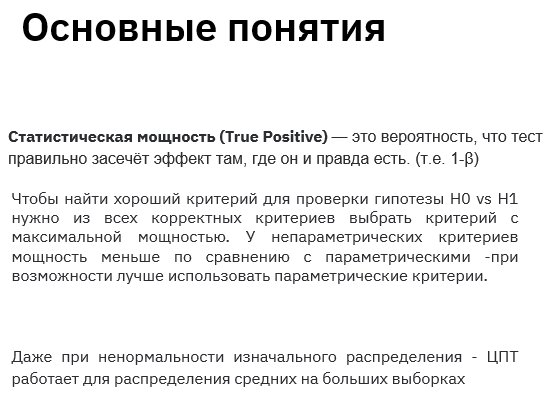 Основные понятия
Статистическая мощность (True Positive) — это вероятность, что тест
правильно засечёт эффект там, где он и правда есть. (т.е. 1-β)
Чтобы найти хороший критерий для проверки гипотезы H0 vs H1
нужно из всех корректных критериев выбрать критерий с
максимальной мощностью. У непараметрических критериев
мощность меньше по сравнению с параметрическими -при
возможности лучше использовать параметрические критерии.
Даже при ненормальности изначального распределения - ЦПТ
работает для распределения средних на больших выборках